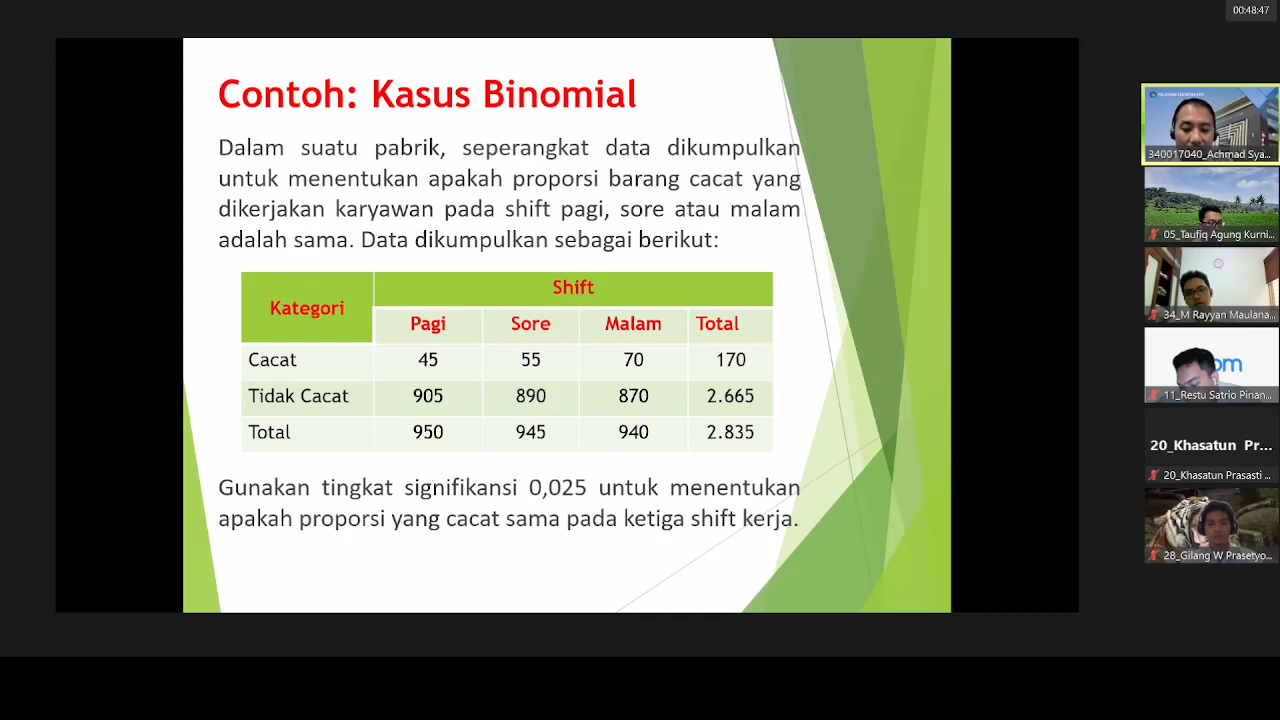 00:48:47
Contoh: Kasus Binomial
Dalam suatu pabrik, seperangkat data dikumpulkan
untuk menentukan apakah proporsi barang cacat yang
dikerjakan karyawan pada shift pagi, sore atau malam
adalah sama. Data dikumpulkan sebagai berikut:
Kategori Shift
Pagi Sore Malam Total
Cacat 45 55 70 170
Tidak Cacat 905 890 870 2.665
Total 950 945 940 2.835
Gunakan tingkat signifikansi 0,025 untuk menentukan
apakah proporsi yang cacat sama pada ketiga shift kerja.
340017040_Achmad Sya...
05_Taufiq Agung Kurni...
34_M Rayyan Maulana...
11_Restu Satrio Pinan...
20_Khasatun Pr...
20_Khasatun Prasasti ...
28_Gilang W Prasetyo...